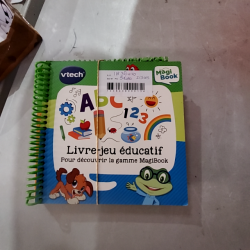 vtech
Magi
Book
ABC
123
Livre-jeu éducatif
Pour découvrir la gamme MagiBook